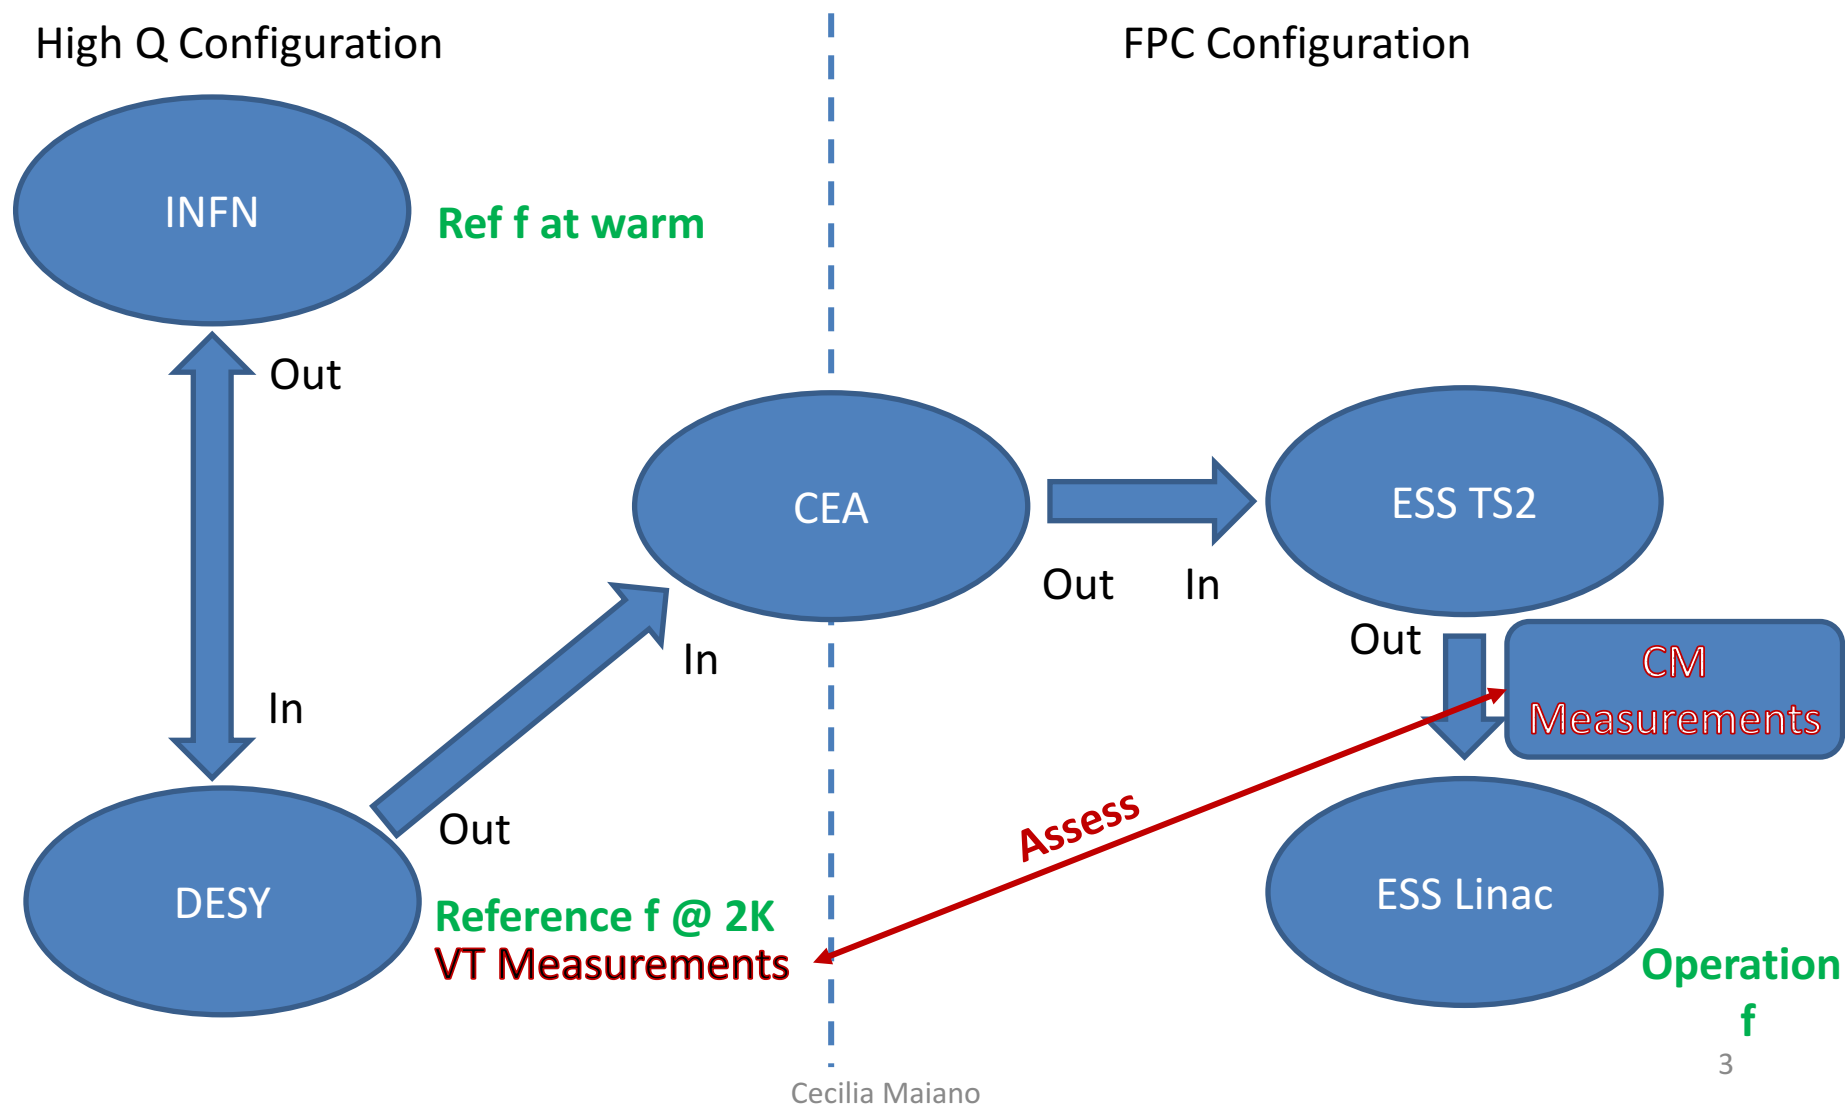 High Q Configuration
FPC Configuration
INFN
Ref f at warm
Out
In
CEA
Out
In
ESS TS2
In
Out
CM
Measurements
Assess
Out
DESY
Reference f @ 2K
VT Measurements
ESS Linac
Operation
f
3
Cecilia Maiano